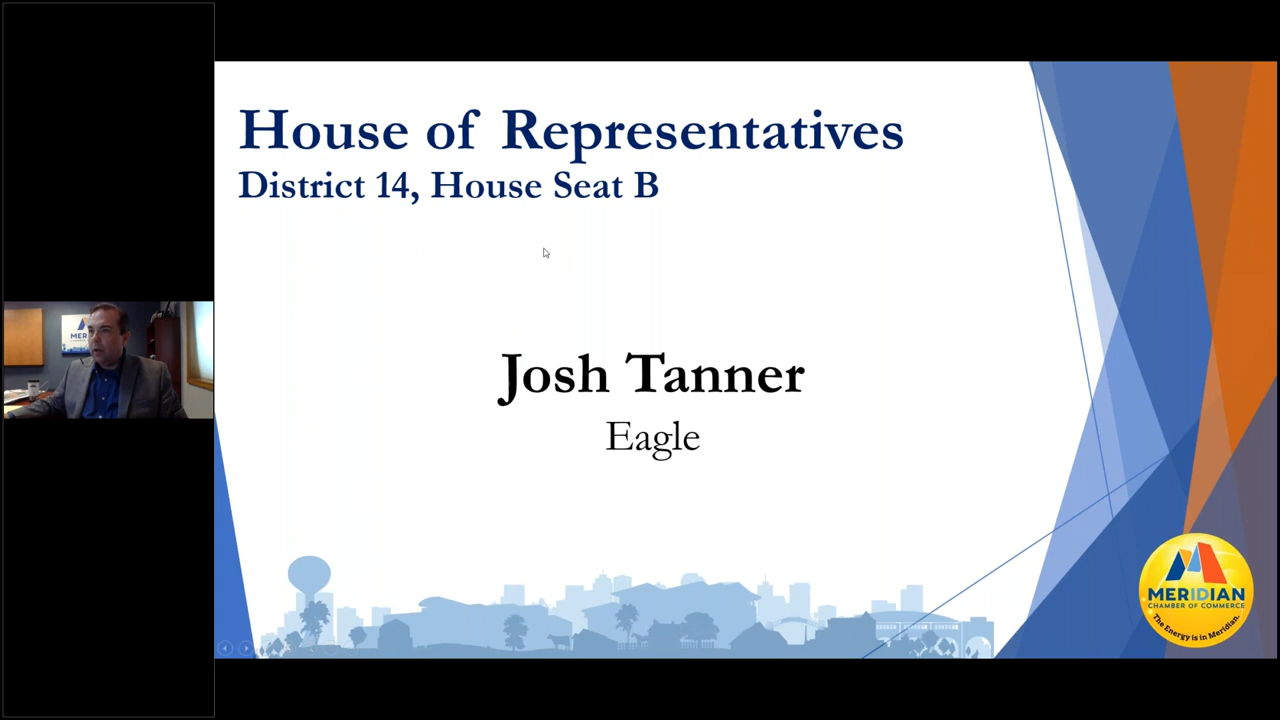 House of Representatives
District 14, House Seat B
Josh Tanner
Eagle
MER
MERIDIAN
CHAMBER OF COMMERCE
The Energy is in Meridian.